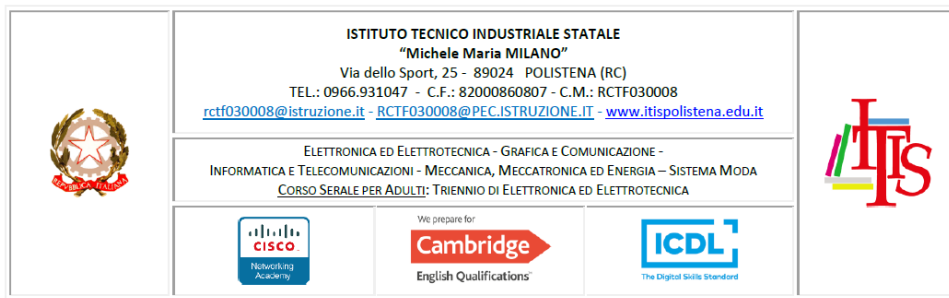 ISTITUTO TECNICO INDUSTRIALE STATALE
“Michele Maria MILANO”
Via dello Sport, 25 - 89024 POLISTENA (RC)
TEL.: 0966.931047 - C.F.: 82000860807 - C.M.: RCTF030008
rctf030008@istruzione.it - RCTF030008@PEC.ISTRUZIONE.IT - www.itispolistena.edu.it
REPVBBLICA ITALIANA
ELETTRONICA ED ELETTROTECNICA - GRAFICA E COMUNICAZIONE -
INFORMATICA E TELECOMUNICAZIONI - MECCANICA, MECCATRONICA ED ENERGIA – SISTEMA MODA
CORSO SERALE PER ADULTI: TRIENNIO DI ELETTRONICA ED ELETTROTECNICA
ITIS
CISCO
Networking
Academy
We prepare for
Cambridge
English Qualifications
ICDL
The Digital Skills Standard